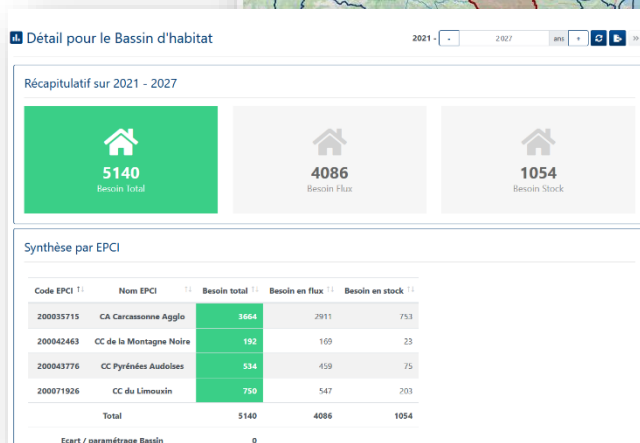 Détail pour le Bassin d'habitat
2021 - - 2027 ans +
Récapitulatif sur 2021 - 2027
5140 4086 1054
Besoin Total Besoin Flux Besoin Stock
Synthèse par EPCI
Code EPCI Nom EPCI Besoin total Besoin en flux Besoin en stock
200035715 CA Carcassonne Agglo 3664 2911 753
200042463 CC de la Montagne Noire 192 169 23
200043776 CC Pyrénées Audoises 534 459 75
200071926 CC du Limouxin 750 547 203
Total 5140 4086 1054
Ecart / paramétrage Bassin 0